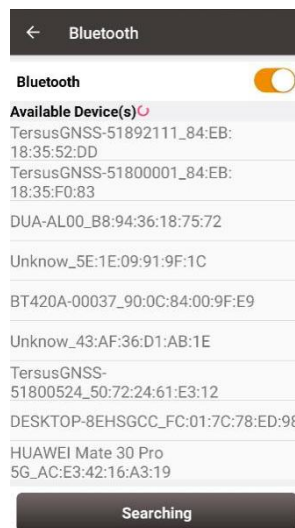 Bluetooth
Bluetooth
Available Device(s)
TersusGNSS-51892111_84:EB:
18:35:52:DD
TersusGNSS-51800001_84:EB:
18:35:F0:83
DUA-AL00_B8:94:36:18:75:72
Unknow_5E:1E:09:91:9F:1C
BT420A-00037_90:0C:84:00:9F:E9
Unknow_43:AF:36:D1:AB:1E
TersusGNSS-
51800524_50:72:24:61:E3:12
DESKTOP-8EHSGCC_FC:01:7C:78:ED:98
HUAWEI Mate 30 Pro
5G_AC:E3:42:16:A3:19
Searching